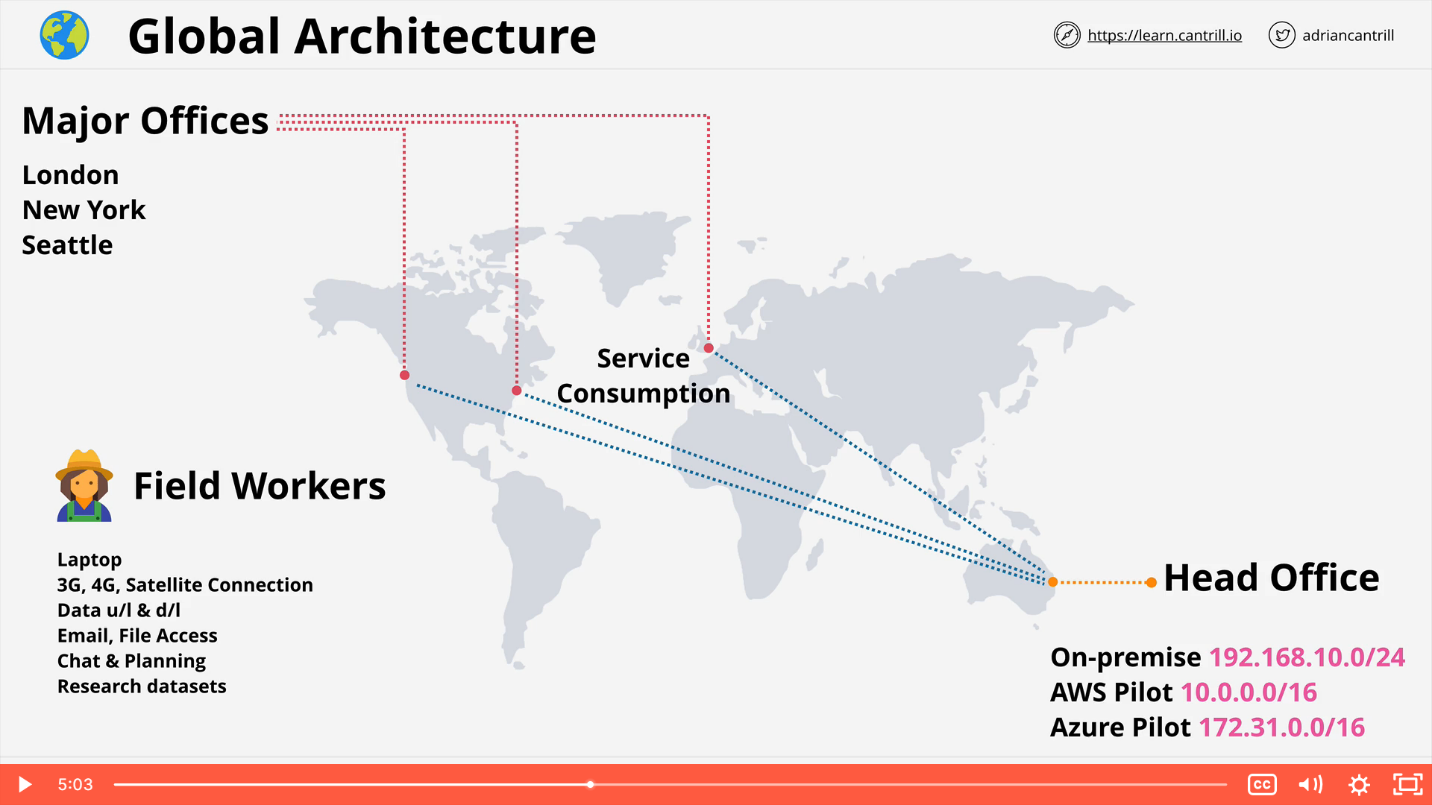 Global Architecture
https://learn.cantrill.io
adriancantrill
Major Offices
London
New York
Seattle
Service
Consumption
Field Workers
Laptop
3G, 4G, Satellite Connection
Data u/l & d/l
Email, File Access
Chat & Planning
Research datasets
Head Office
On-premise 192.168.10.0/24
AWS Pilot 10.0.0.0/16
Azure Pilot 172.31.0.0/16
5:03
CC